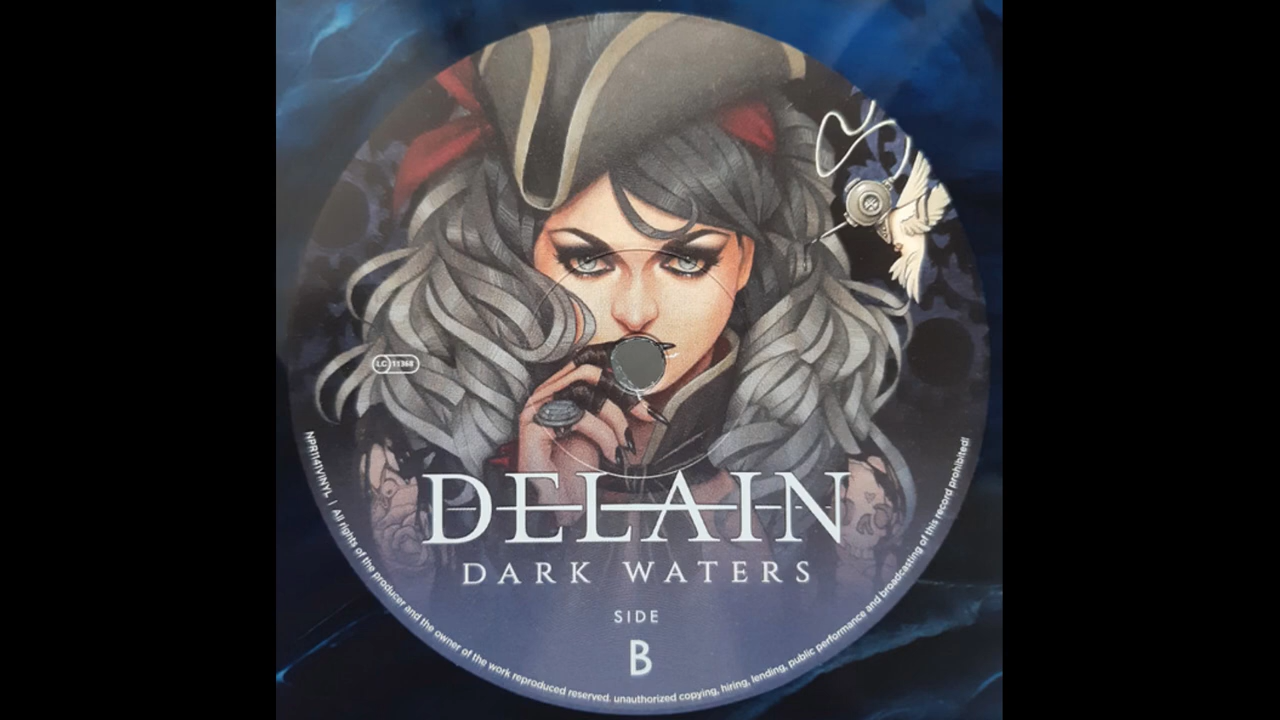 LC 11368
DELAIN
DARK WATERS
SIDE
B
NPR1141VINYL | All rights of the producer and the owner of the work reproduced reserved. unauthorized copying, hiring, lending, public performance and broadcasting of this record prohibited!